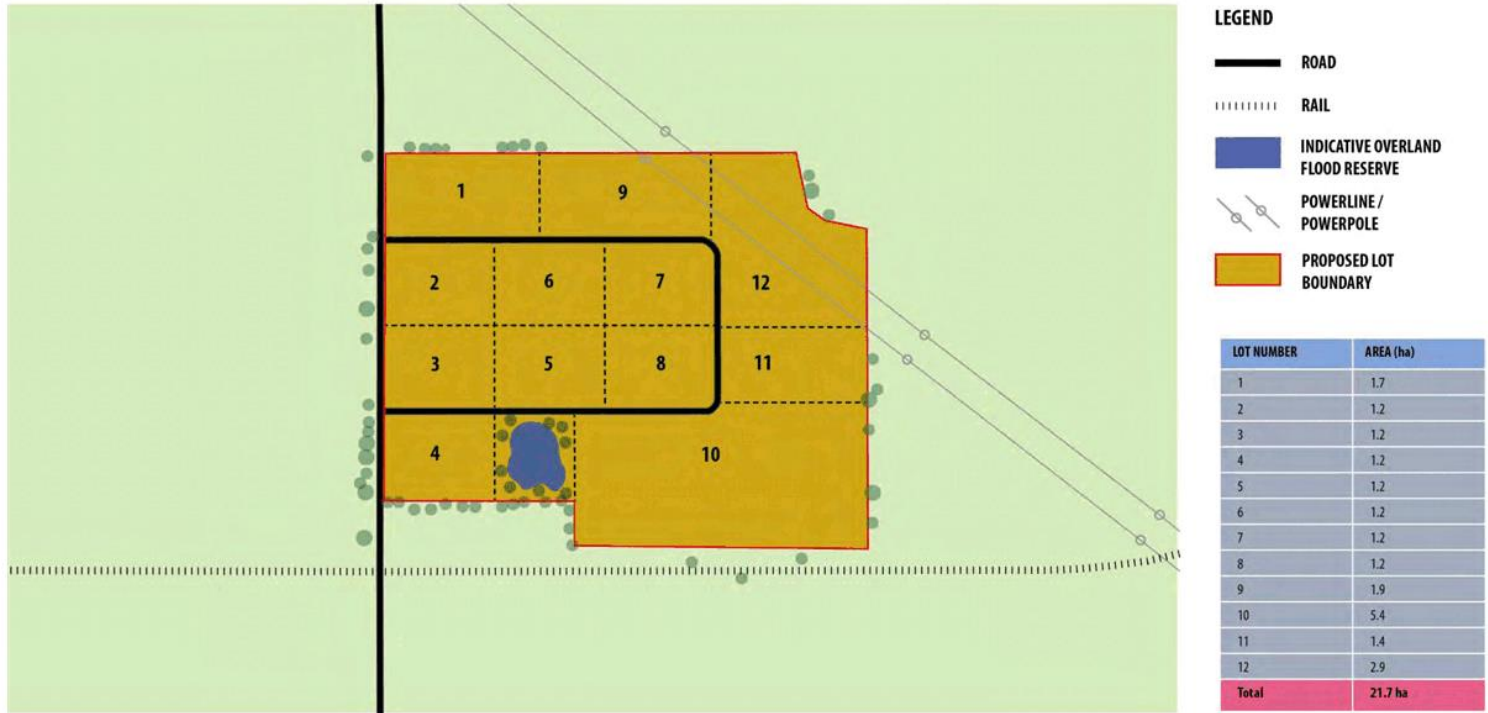 LEGEND
ROAD
RAIL
INDICATIVE OVERLAND
FLOOD RESERVE
POWERLINE /
POWERPOLE
PROPOSED LOT
BOUNDARY
1
9
2
6
7
12
3
5
8
11
4
10
LOT NUMBER AREA (ha)
1 1.7
2 1.2
3 1.2
4 1.2
5 1.2
6 1.2
7 1.2
8 1.2
9 1.9
10 5.4
11 1.4
12 2.9
Total 21.7 ha